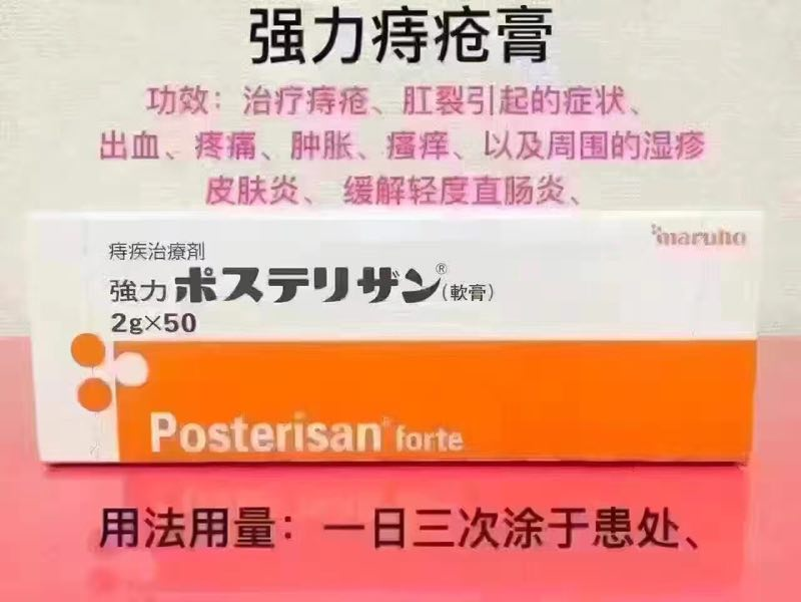 强力痔疮膏
功效：治疗痔疮、肛裂引起的症状、
出血、疼痛、肿胀、瘙痒、以及周围的湿疹
皮肤炎、缓解轻度直肠炎、
maruho
痔疾治療剤
強力ポステリザン®(軟膏)
2g×50
Posterisan® forte
用法用量：一日三次涂于患处、